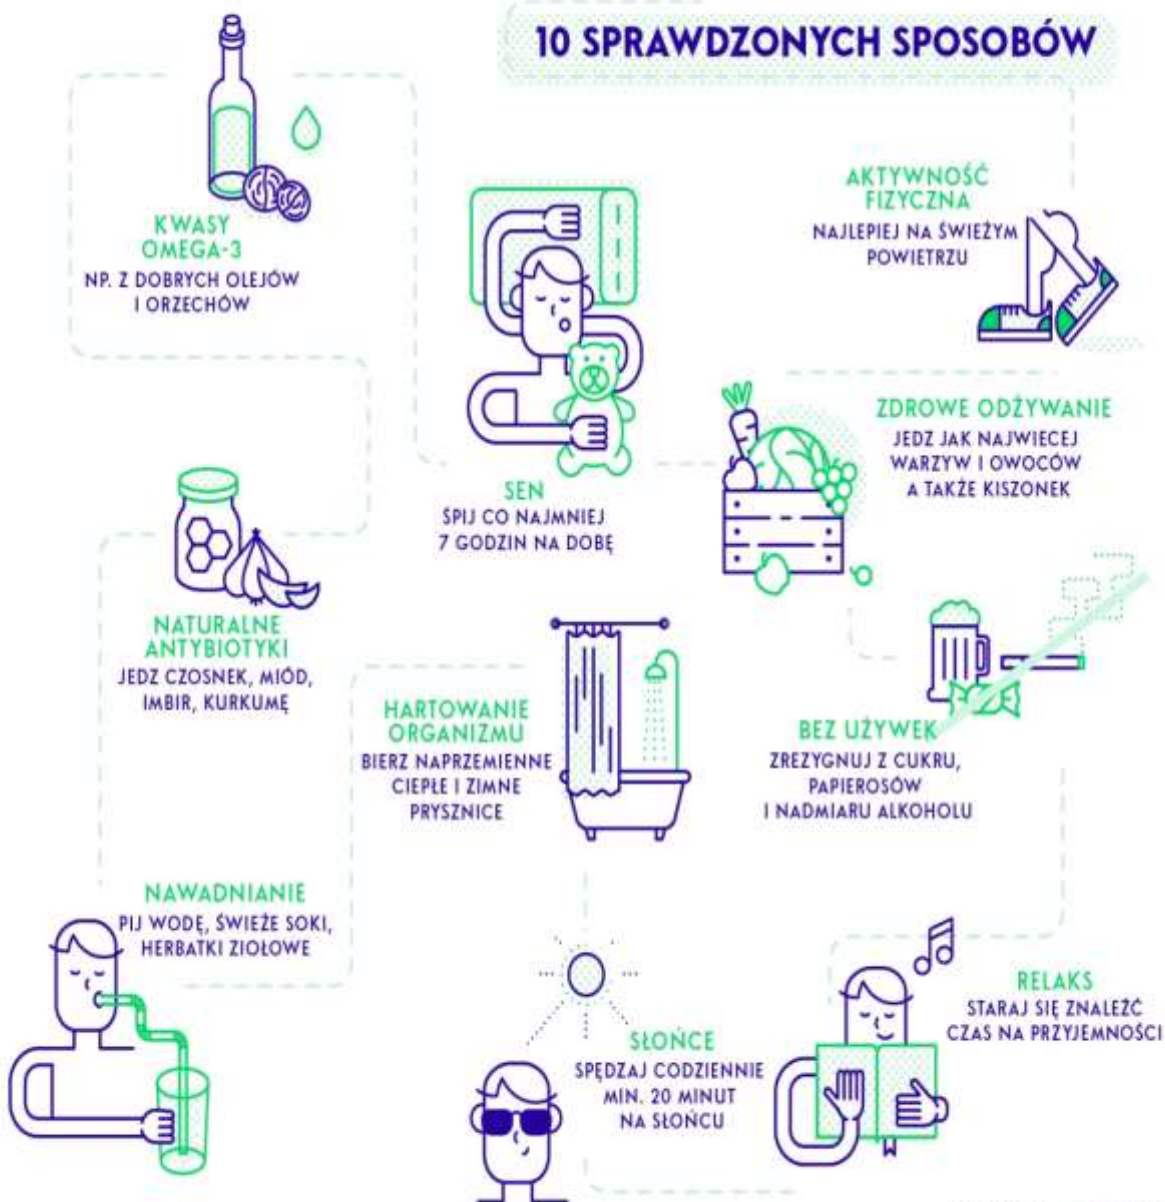 10 SPRAWDZONYCH SPOSOBÓW
KWASY
OMEGA-3
NP. Z DOBRYCH OLEJÓW
I ORZECHÓW
AKTYWNOŚĆ
FIZYCZNA
NAJLEPIEJ NA ŚWIEŻYM
POWIETRZU
ZDROWE ODŻYWANIE
JEDZ JAK NAJWIECEJ
WARZYW I OWOCÓW
A TAKŻE KISZONEK
SEN
ŚPIJ CO NAJMNIEJ
7 GODZIN NA DOBĘ
NATURALNE
ANTYBIOTYKI
JEDZ CZOSNEK, MIÓD,
IMBIR, KURKUMĘ
HARTOWANIE
ORGANIZMU
BIERZ NAPRZEMIENNE
CIEPŁE I ZIMNE
PRYSZNICE
BEZ UŻYWEK
ZREZYGNUJ Z CUKRU,
PAPIEROSÓW
I NADMIARU ALKOHOLU
NAWADNIANIE
PIJ WODĘ, ŚWIEŻE SOKI,
HERBATKI ZIOŁOWE
SŁOŃCE
SPĘDZAJ CODZIENNIE
MIN. 20 MINUT
NA SŁOŃCU
RELAKS
STARAJ SIĘ ZNALEŹĆ
CZAS NA PRZYJEMNOŚCI